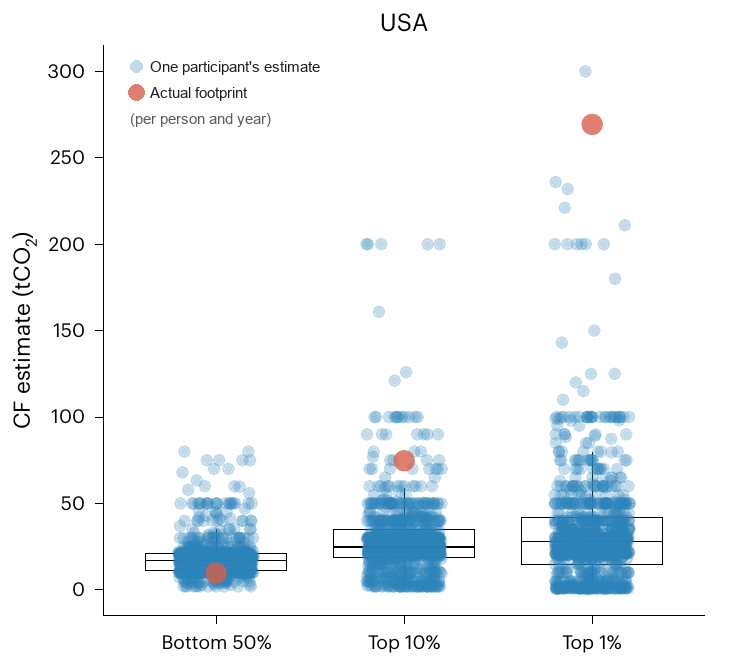 USA
One participant's estimate
Actual footprint
(per person and year)
CF estimate (tCO₂)
300
250
200
150
100
50
0
Bottom 50%
Top 10%
Top 1%